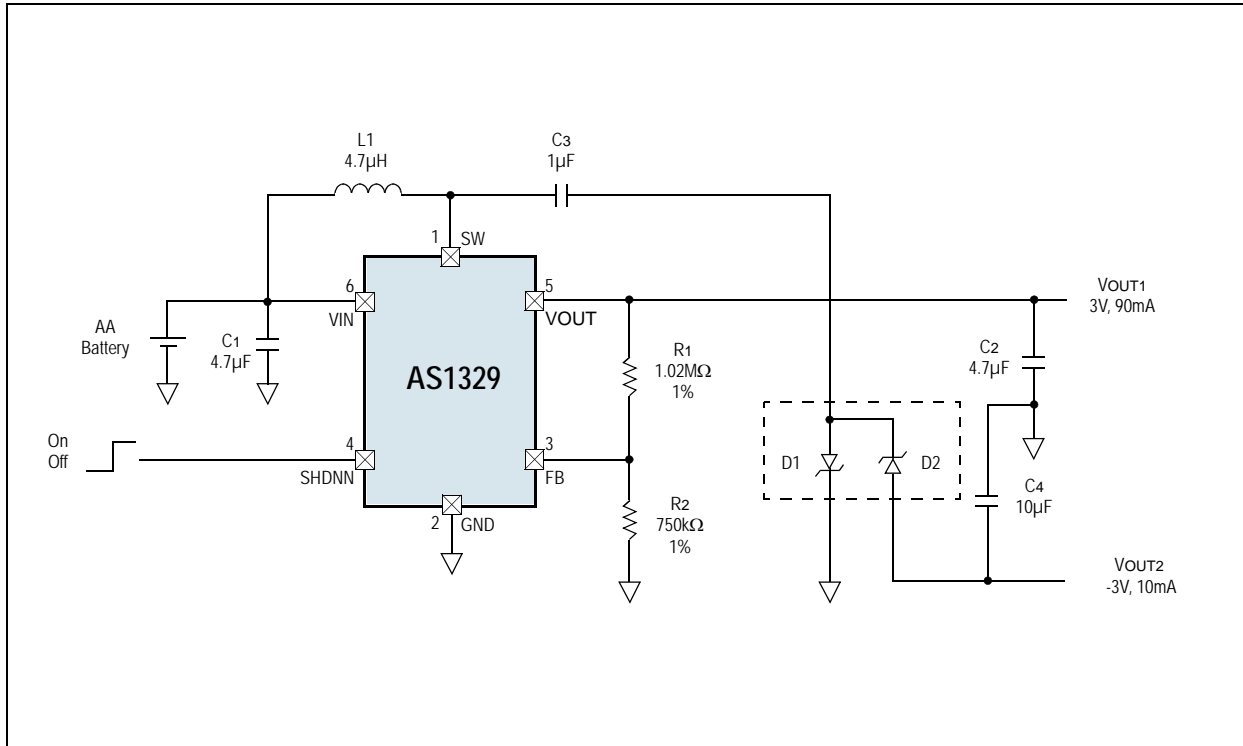 L1
4.7µH
C3
1µF
1
SW
6
VIN
5
VOUT
AA
Battery
C1
4.7µF
AS1329
R1
1.02MΩ
1%
VOUT1
3V, 90mA
C2
4.7µF
On
Off
4
SHDNN
3
FB
D1
D2
C4
10µF
2
GND
R2
750kΩ
1%
VOUT2
-3V, 10mA